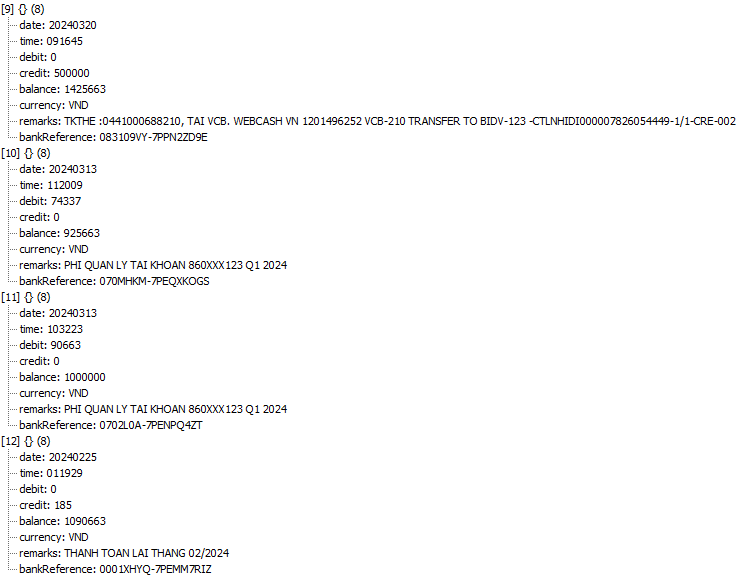 [9] {} (8)
date: 20240320
time: 091645
debit: 0
credit: 500000
balance: 1425663
currency: VND
remarks: TKTHE :0441000688210, TAI VCB. WEBCASH VN 1201496252 VCB-210 TRANSFER TO BIDV-123 -CTLNHIDI000007826054449-1/1-CRE-002
bankReference: 083109VY-7PPN2ZD9E
[10] {} (8)
date: 20240313
time: 112009
debit: 74337
credit: 0
balance: 925663
currency: VND
remarks: PHI QUAN LY TAI KHOAN 860XXX123 Q1 2024
bankReference: 070MHKM-7PEQXKOGS
[11] {} (8)
date: 20240313
time: 103223
debit: 90663
credit: 0
balance: 1000000
currency: VND
remarks: PHI QUAN LY TAI KHOAN 860XXX123 Q1 2024
bankReference: 0702L0A-7PENPQ4ZT
[12] {} (8)
date: 20240225
time: 011929
debit: 0
credit: 185
balance: 1090663
currency: VND
remarks: THANH TOAN LAI THANG 02/2024
bankReference: 0001XHYQ-7PEMM7RIZ